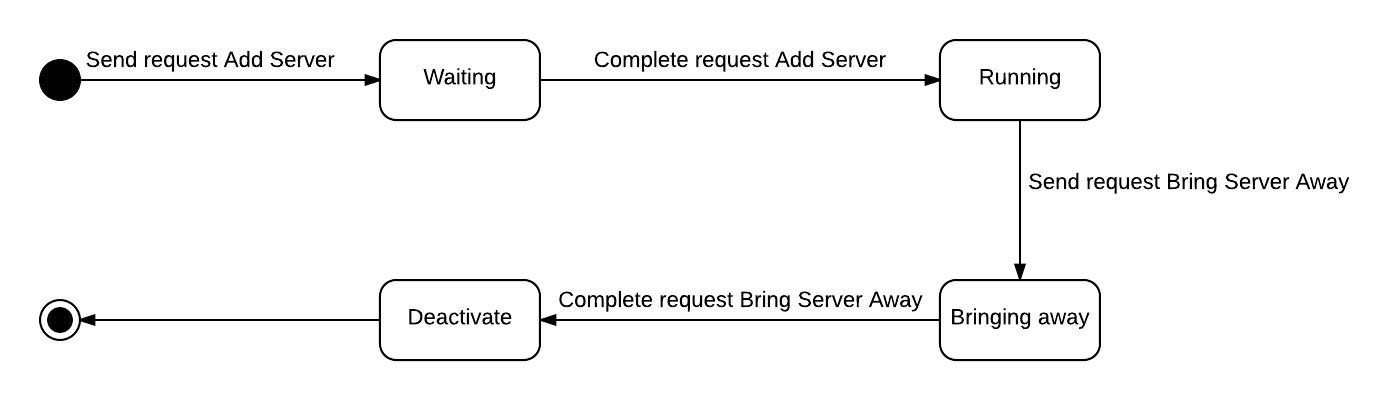 Send request Add Server
Waiting
Complete request Add Server
Running
Send request Bring Server Away
Deactivate
Complete request Bring Server Away
Bringing away